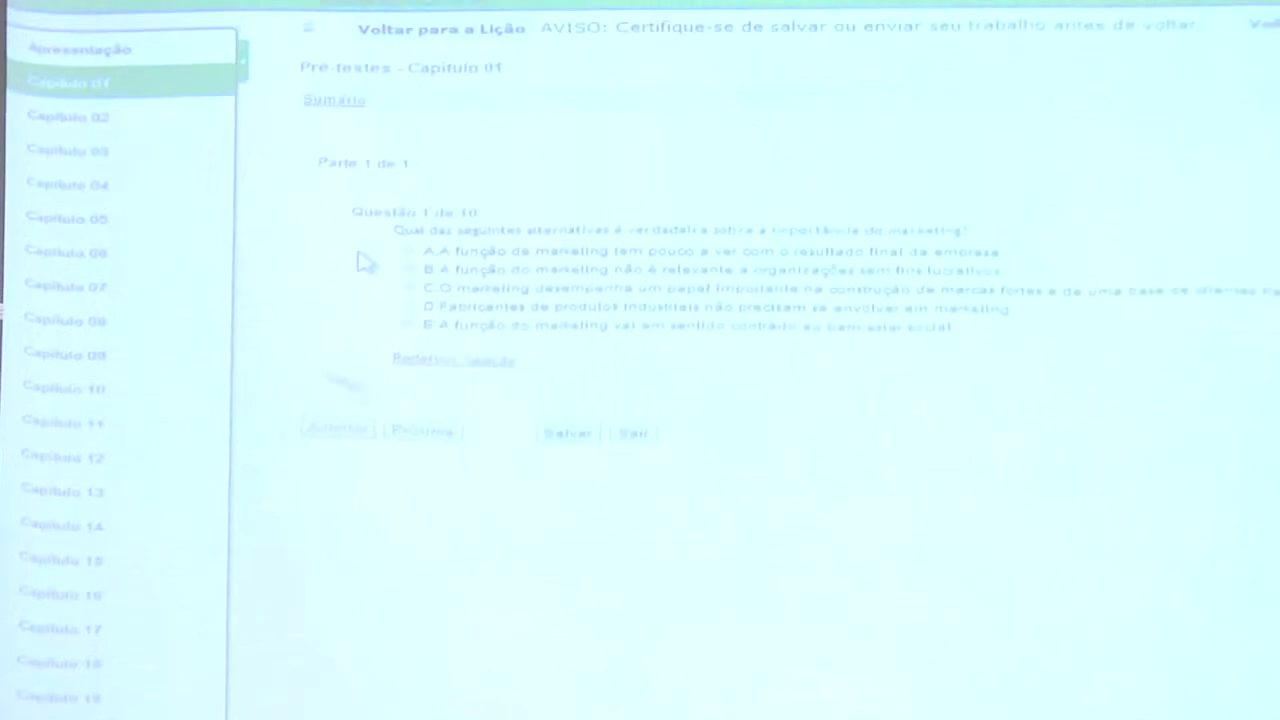 Voltar para a Lição AVISO: Certifique-se de salvar ou enviar seu trabalho antes de voltar
Apresentação
Capítulo 01
Capítulo 02
Capítulo 03
Capítulo 04
Capítulo 05
Capítulo 06
Capítulo 07
Capítulo 08
Capítulo 09
Capítulo 10
Capítulo 11
Capítulo 12
Capítulo 13
Capítulo 14
Capítulo 15
Capítulo 16
Capítulo 17
Capítulo 18
Capítulo 19
Pré-testes - Capítulo 01
Sumário
Parte 1 de 1
Questão 1 de 10
Qual das seguintes alternativas é verdadeira sobre a importância do marketing?
A.A função de marketing tem pouco a ver com o resultado final da empresa
B.A função do marketing não é relevante a organizações sem fins lucrativos
C.O marketing desempenha um papel importante na construção de marcas fortes e de uma base de clientes
D.Fabricantes de produtos industriais não precisam se envolver em marketing
E.A função do marketing vai em sentido contrário ao bem estar social
Redefinir Seleção
Anterior
Próxima
Salvar
Sair